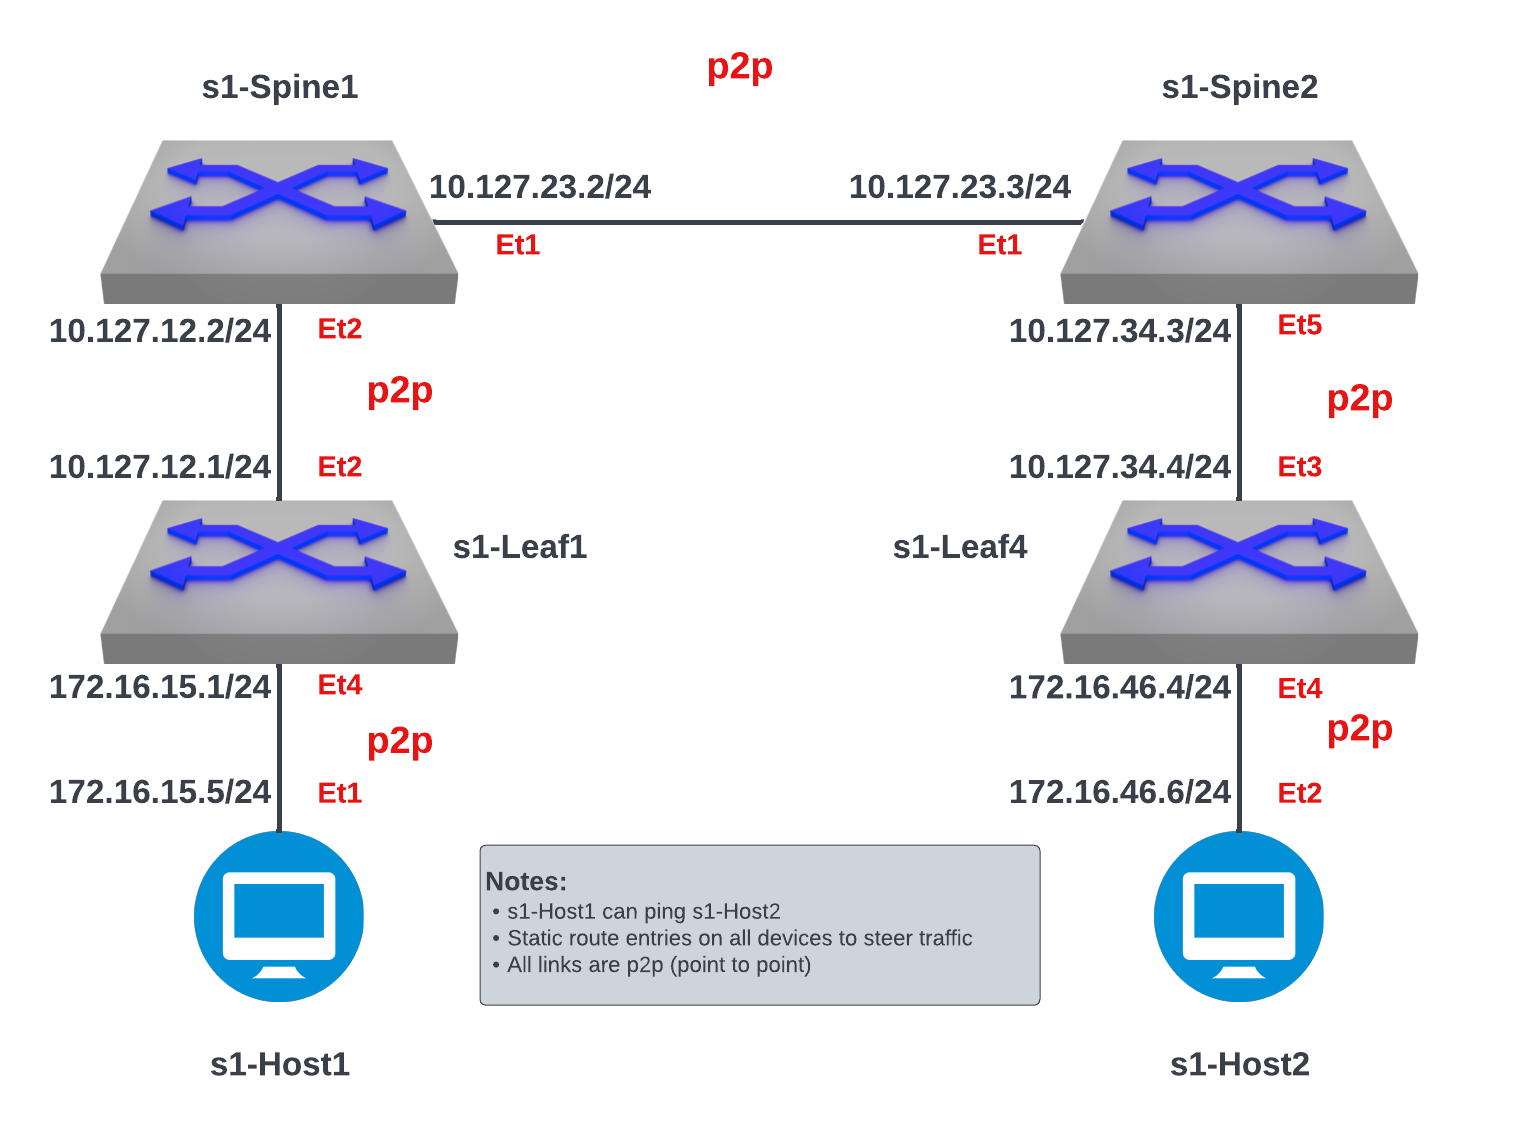 p2p
s1-Spine1
s1-Spine2
10.127.23.2/24
10.127.23.3/24
Et1
Et1
10.127.12.2/24
Et2
10.127.34.3/24
Et5
p2p
p2p
10.127.12.1/24
Et2
10.127.34.4/24
Et3
s1-Leaf1
s1-Leaf4
172.16.15.1/24
Et4
172.16.46.4/24
Et4
p2p
p2p
172.16.15.5/24
Et1
172.16.46.6/24
Et2
Notes:
• s1-Host1 can ping s1-Host2
• Static route entries on all devices to steer traffic
• All links are p2p (point to point)
s1-Host1
s1-Host2